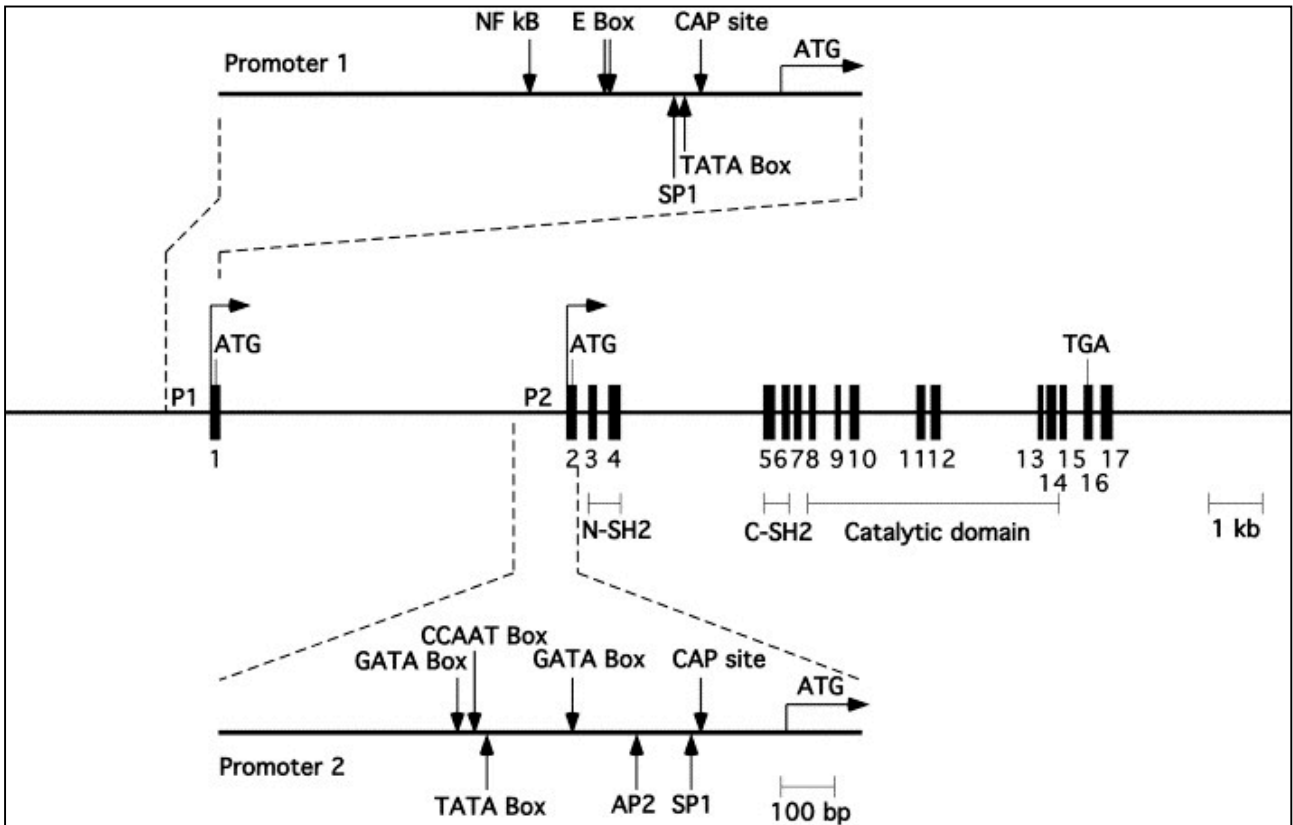 NF kB E Box CAP site
ATG
Promoter 1
TATA Box
SP1
ATG ATG TGA
P1 P2
1 2 3 4 5 6 7 8 9 10 11 12 13 15 17
14 16
N-SH2 C-SH2 Catalytic domain 1 kb
CCAAT Box
GATA Box GATA Box CAP site
ATG
Promoter 2
TATA Box AP2 SP1 100 bp